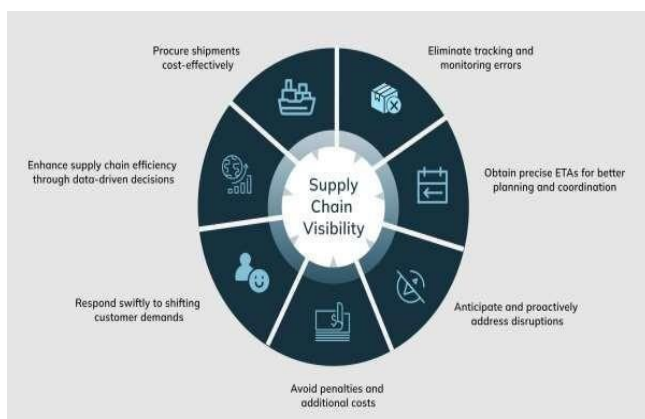 Procure shipments
cost-effectively
Eliminate tracking and
monitoring errors
Enhance supply chain efficiency
through data-driven decisions
Supply
Chain
Visibility
Obtain precise ETAs for better
planning and coordination
Respond swiftly to shifting
customer demands
$
Anticipate and proactively
address disruptions
Avoid penalties and
additional costs